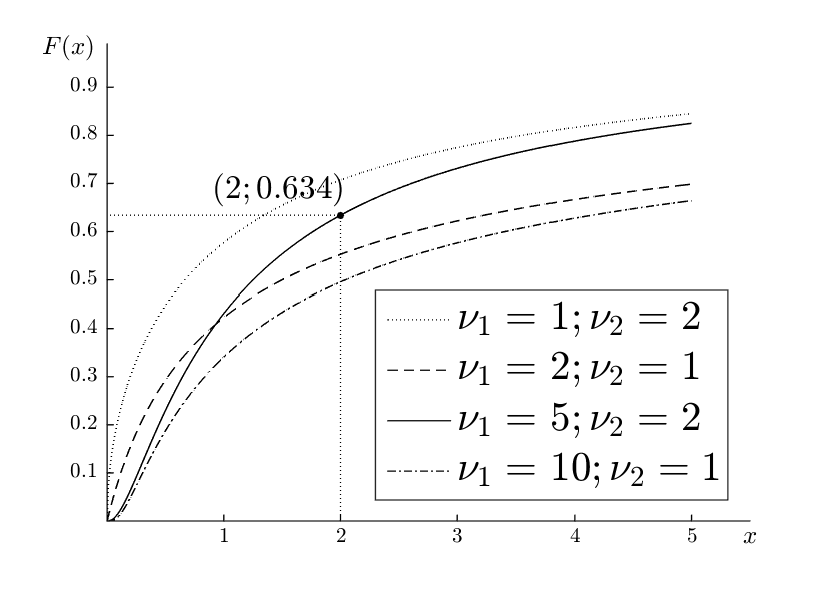 F(x)
0.9
0.8
0.7
(2; 0.634)
0.6
0.5
0.4
0.3
0.2
0.1
ν₁ = 1; ν₂ = 2
ν₁ = 2; ν₂ = 1
ν₁ = 5; ν₂ = 2
ν₁ = 10; ν₂ = 1
1 2 3 4 5 x